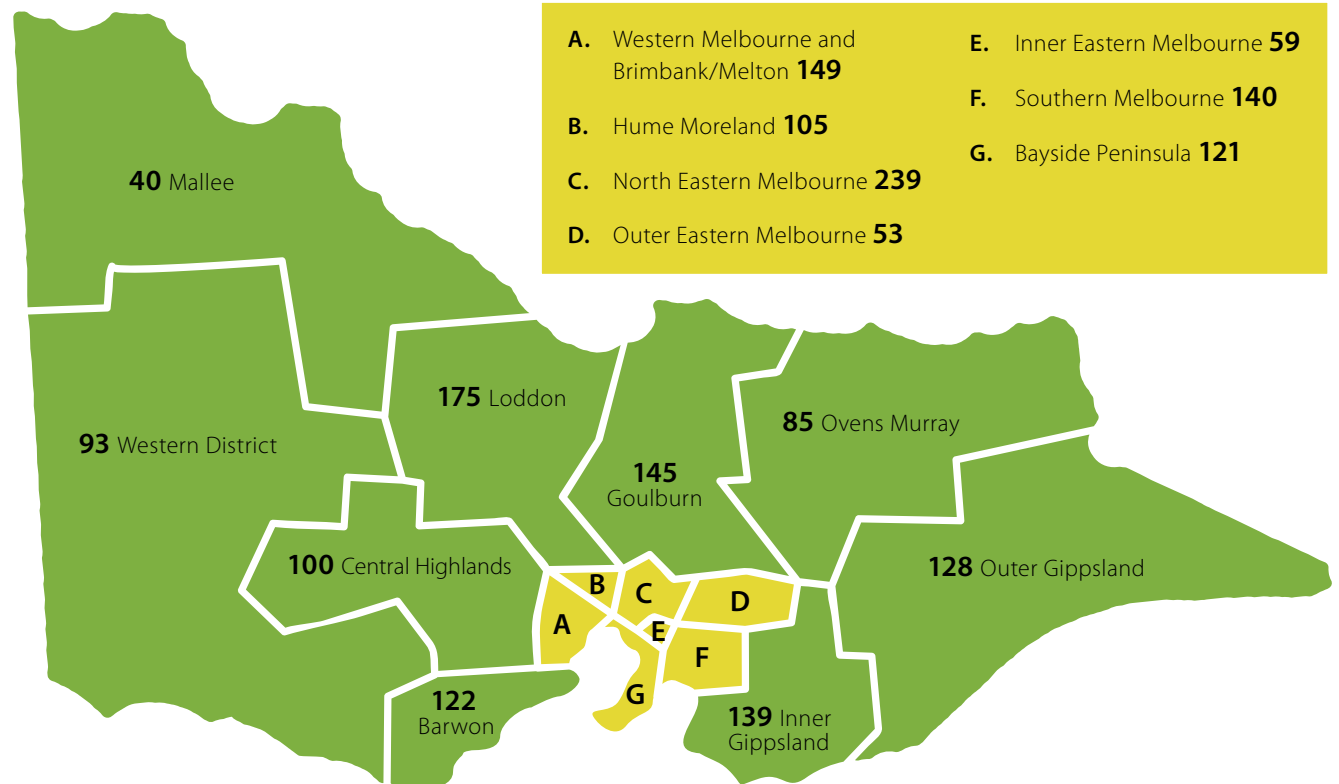 A. Western Melbourne and
Brimbank/Melton 149
B. Hume Moreland 105
C. North Eastern Melbourne 239
D. Outer Eastern Melbourne 53
E. Inner Eastern Melbourne 59
F. Southern Melbourne 140
G. Bayside Peninsula 121
40 Mallee
175 Loddon
85 Ovens Murray
93 Western District
145
Goulburn
100 Central Highlands
128 Outer Gippsland
B
C
D
A
E
F
G
122
Barwon
139 Inner
Gippsland